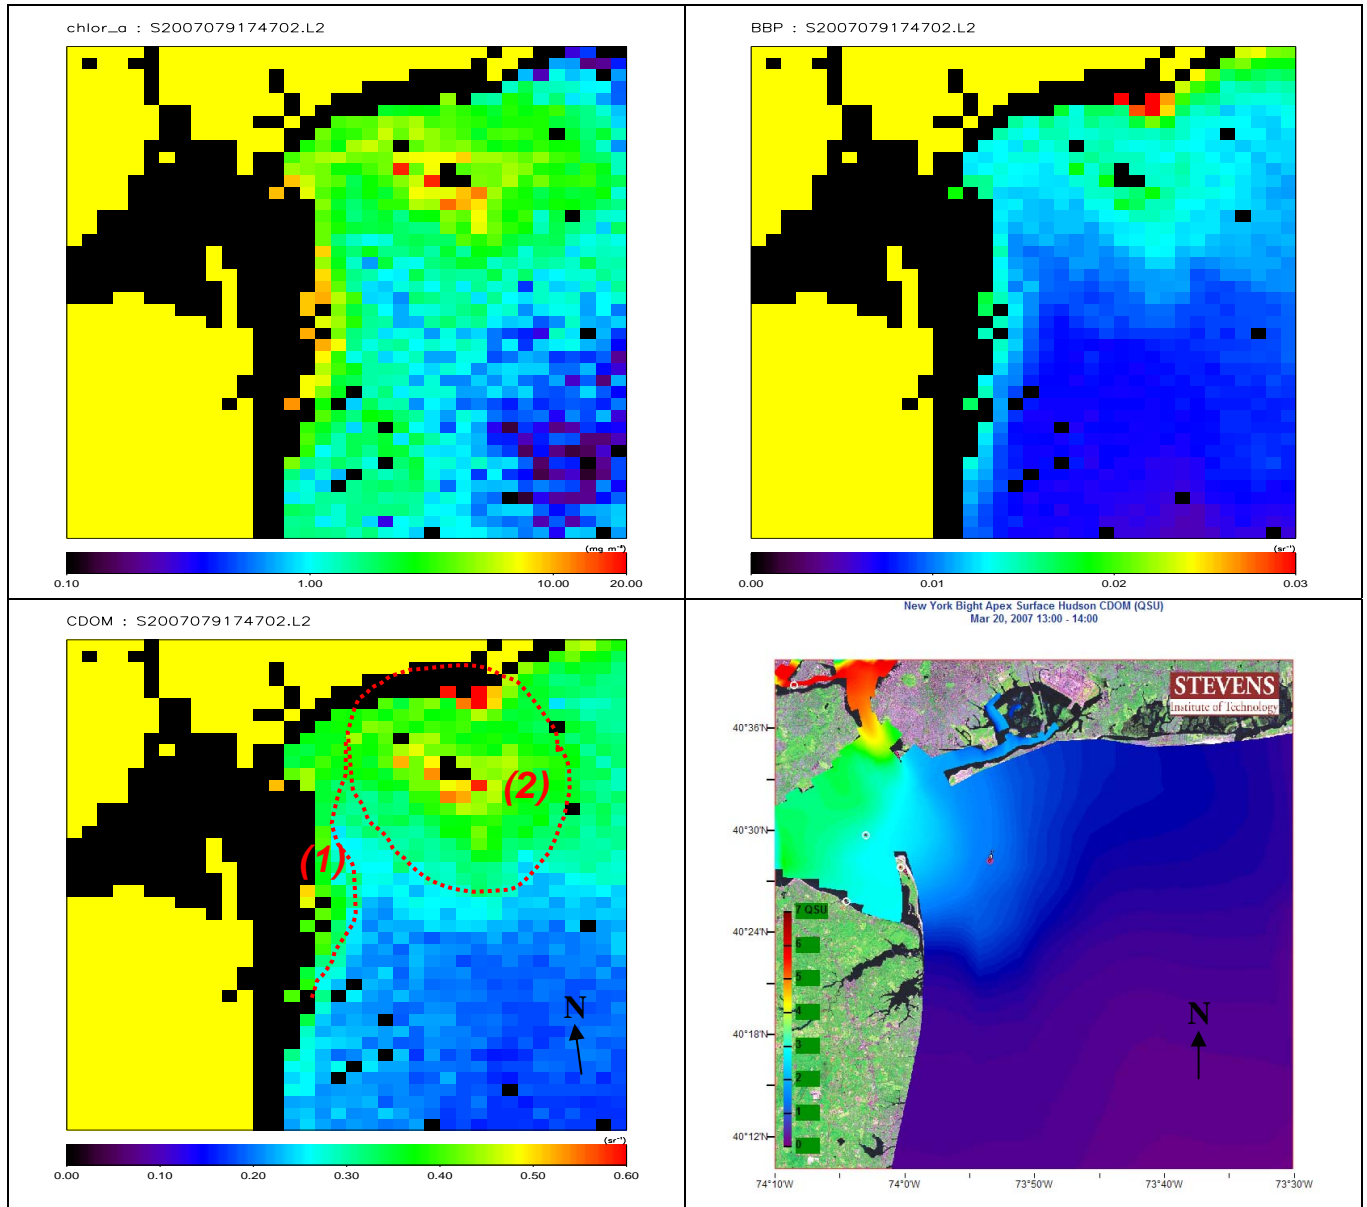 chlor_a : S2007079174702.L2
(mg m⁻³)
0.10 1.00 10.00 20.00
BBP : S2007079174702.L2
(sr⁻¹)
0.00 0.01 0.02 0.03
CDOM : S2007079174702.L2
(2)
(1)
N
(sr⁻¹)
0.00 0.10 0.20 0.30 0.40 0.50 0.60
New York Bight Apex Surface Hudson CDOM (QSU)
Mar 20, 2007 13:00 - 14:00
STEVENS
Institute of Technology
40°36'N
40°30'N
40°24'N
40°18'N
40°12'N
7 QSU
6
5
4
3
2
1
0
N
74°10'W 74°0'W 73°50'W 73°40'W 73°30'W